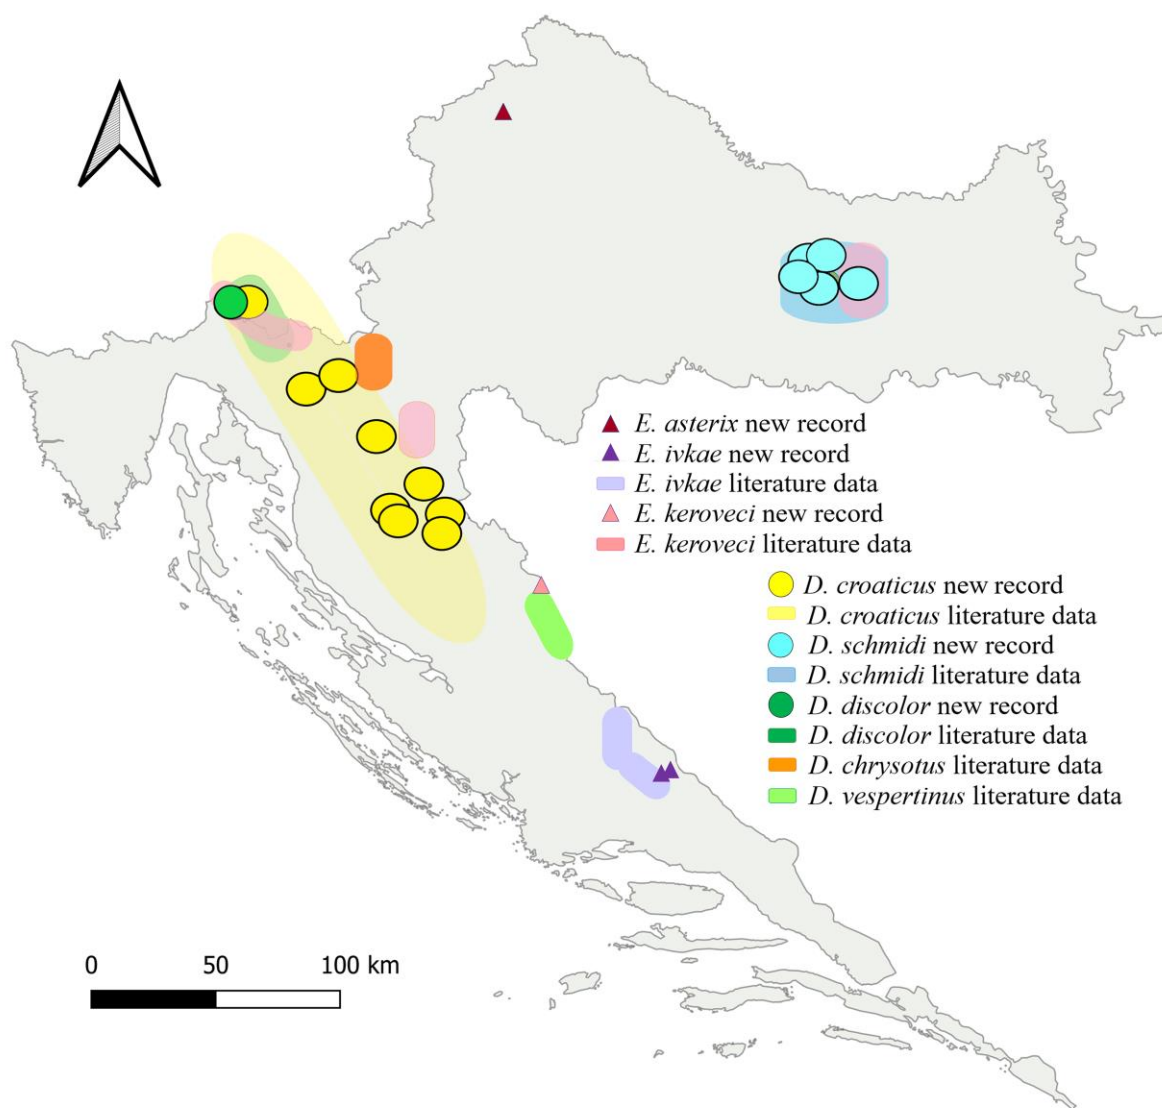 E. asterix new record
E. ivkae new record
E. ivkae literature data
E. keroveci new record
E. keroveci literature data
D. croaticus new record
D. croaticus literature data
D. schmidi new record
D. schmidi literature data
D. discolor new record
D. discolor literature data
D. chrysotus literature data
D. vespertinus literature data
0 50 100 km